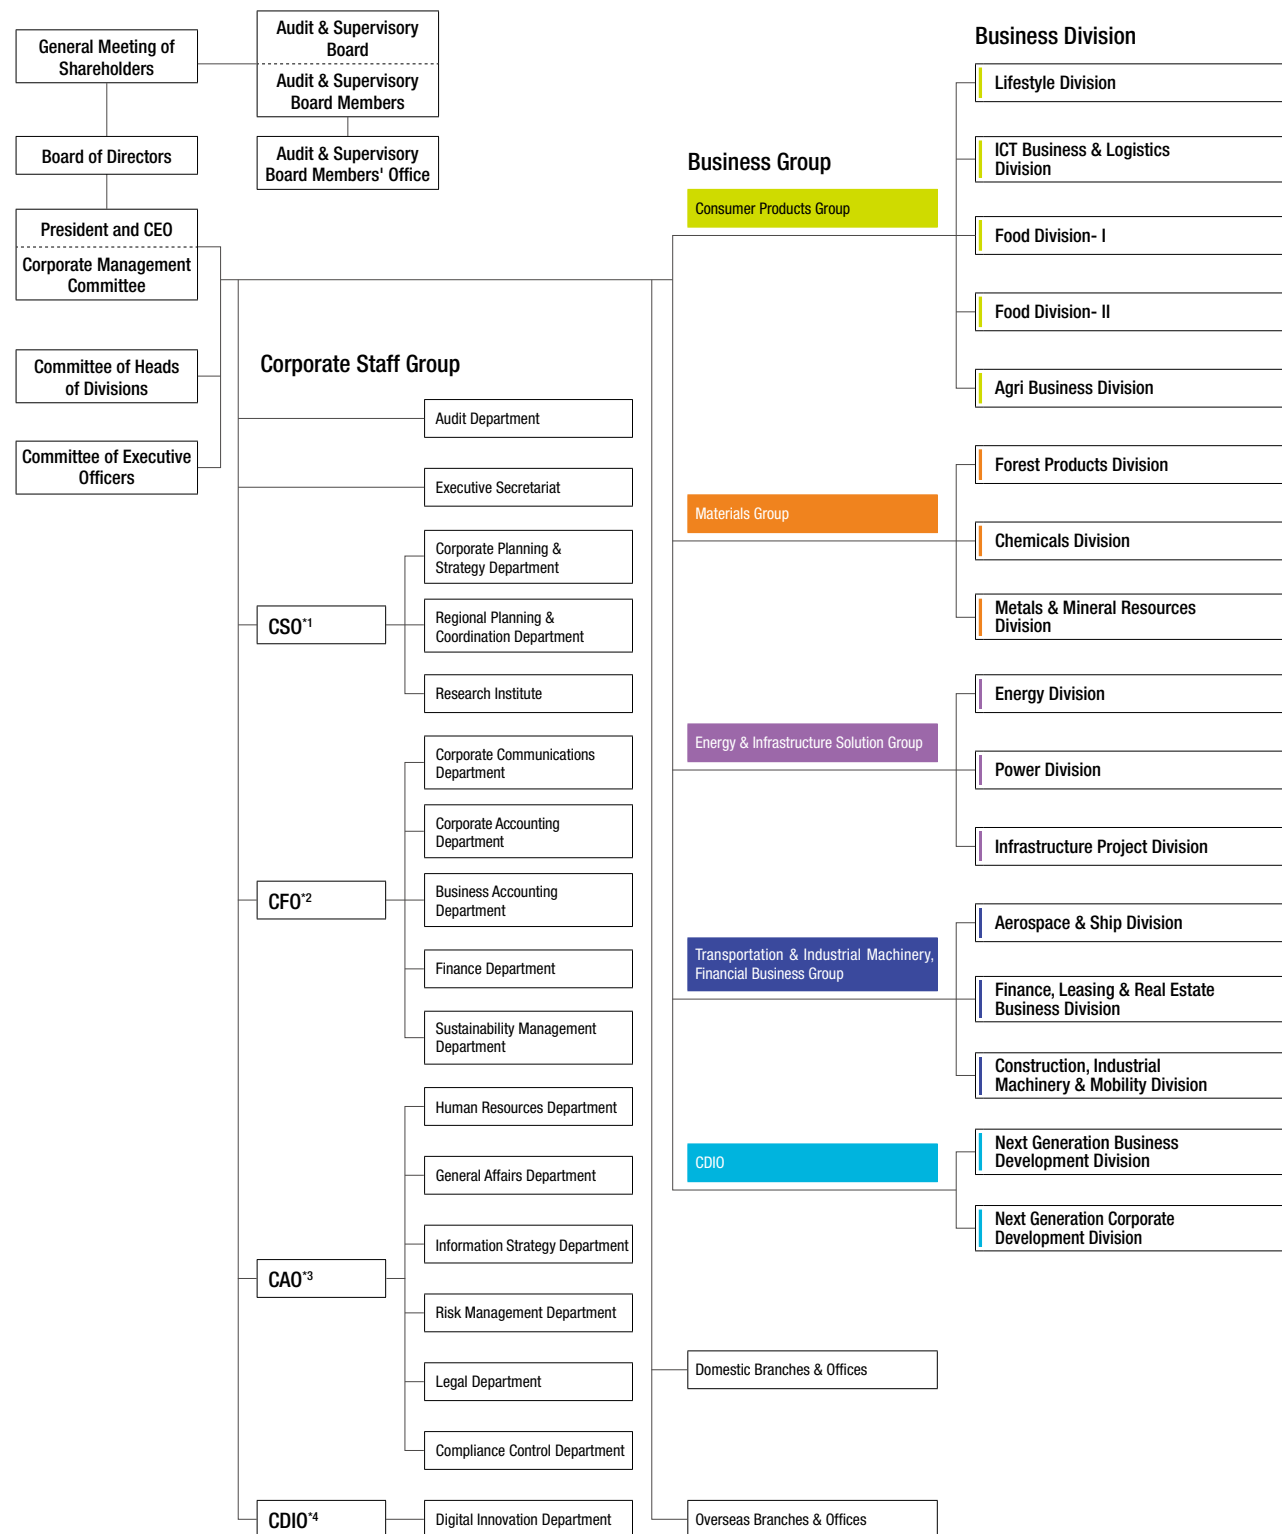 General Meeting of
Shareholders
Audit & Supervisory
Board
Audit & Supervisory
Board Members
Board of Directors
Audit & Supervisory
Board Members' Office
President and CEO
Corporate Management
Committee
Committee of Heads
of Divisions
Committee of Executive
Officers
Corporate Staff Group
Audit Department
Executive Secretariat
CSO*1
Corporate Planning &
Strategy Department
Regional Planning &
Coordination Department
Research Institute
CFO*2
Corporate Communications
Department
Corporate Accounting
Department
Business Accounting
Department
Finance Department
Sustainability Management
Department
CAO*3
Human Resources Department
General Affairs Department
Information Strategy Department
Risk Management Department
Legal Department
Compliance Control Department
CDIO*4
Digital Innovation Department
Business Group
Business Division
Consumer Products Group
Lifestyle Division
ICT Business & Logistics
Division
Food Division- I
Food Division- II
Agri Business Division
Materials Group
Forest Products Division
Chemicals Division
Metals & Mineral Resources
Division
Energy & Infrastructure Solution Group
Energy Division
Power Division
Infrastructure Project Division
Transportation & Industrial Machinery,
Financial Business Group
Aerospace & Ship Division
Finance, Leasing & Real Estate
Business Division
Construction, Industrial
Machinery & Mobility Division
CDIO
Next Generation Business
Development Division
Next Generation Corporate
Development Division
Domestic Branches & Offices
Overseas Branches & Offices